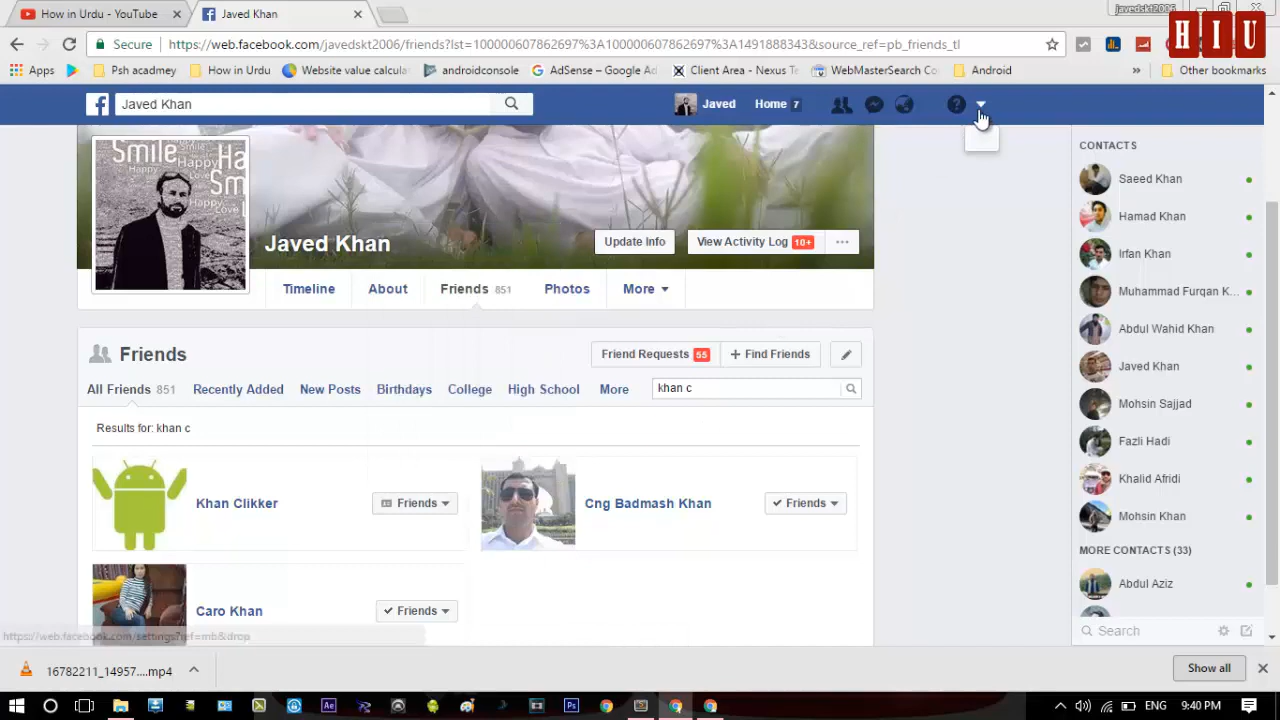 How in Urdu - YouTube
Javed Khan
javedskt2006
HIU
Secure
https://web.facebook.com/javedskt2006/friends?lst=100000607862697%3A100000607862697%3A1491888343&source_ref=pb_friends_tl
Apps
Psh acadmey
How in Urdu
Website value calcula
androidconsole
AdSense – Google Ad
Client Area - Nexus Te
WebMasterSearch Co
Android
»
Other bookmarks
Javed Khan
Javed
Home 7
Smile
Happy
Javed Khan
Update Info
View Activity Log 10+
...
Timeline
About
Friends 851
Photos
More
Friends
Friend Requests 55
+ Find Friends
All Friends 851
Recently Added
New Posts
Birthdays
College
High School
More
khan c
Results for: khan c
Khan Clikker
Friends
Cng Badmash Khan
Friends
Caro Khan
Friends
CONTACTS
Saeed Khan
Hamad Khan
Irfan Khan
Muhammad Furqan K...
Abdul Wahid Khan
Javed Khan
Mohsin Sajjad
Fazli Hadi
Khalid Afridi
Mohsin Khan
MORE CONTACTS (33)
Abdul Aziz
Search
https://web.facebook.com/settings?ref=mb&drop
16782211_14957....mp4
Show all
ENG
9:40 PM